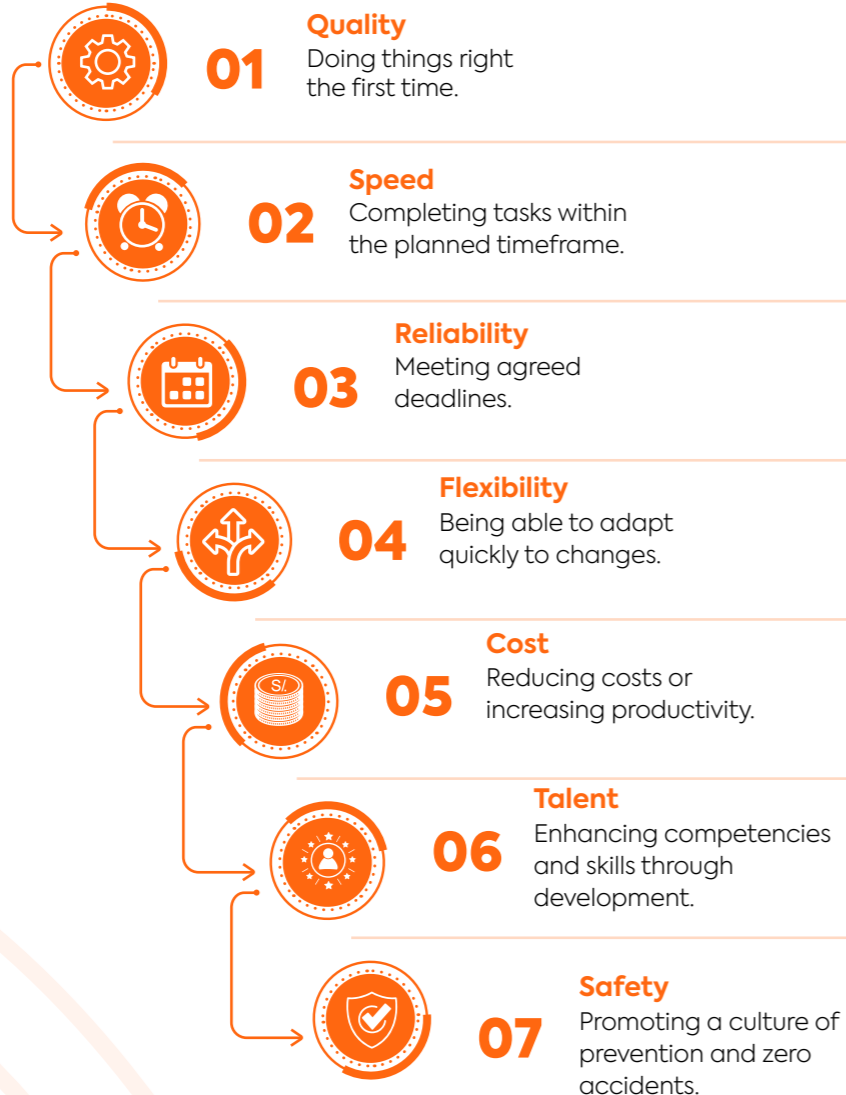 Quality
01
Doing things right
the first time.
Speed
02
Completing tasks within
the planned timeframe.
Reliability
03
Meeting agreed
deadlines.
Flexibility
04
Being able to adapt
quickly to changes.
S/.
Cost
05
Reducing costs or
increasing productivity.
Talent
06
Enhancing competencies
and skills through
development.
Safety
07
Promoting a culture of
prevention and zero
accidents.